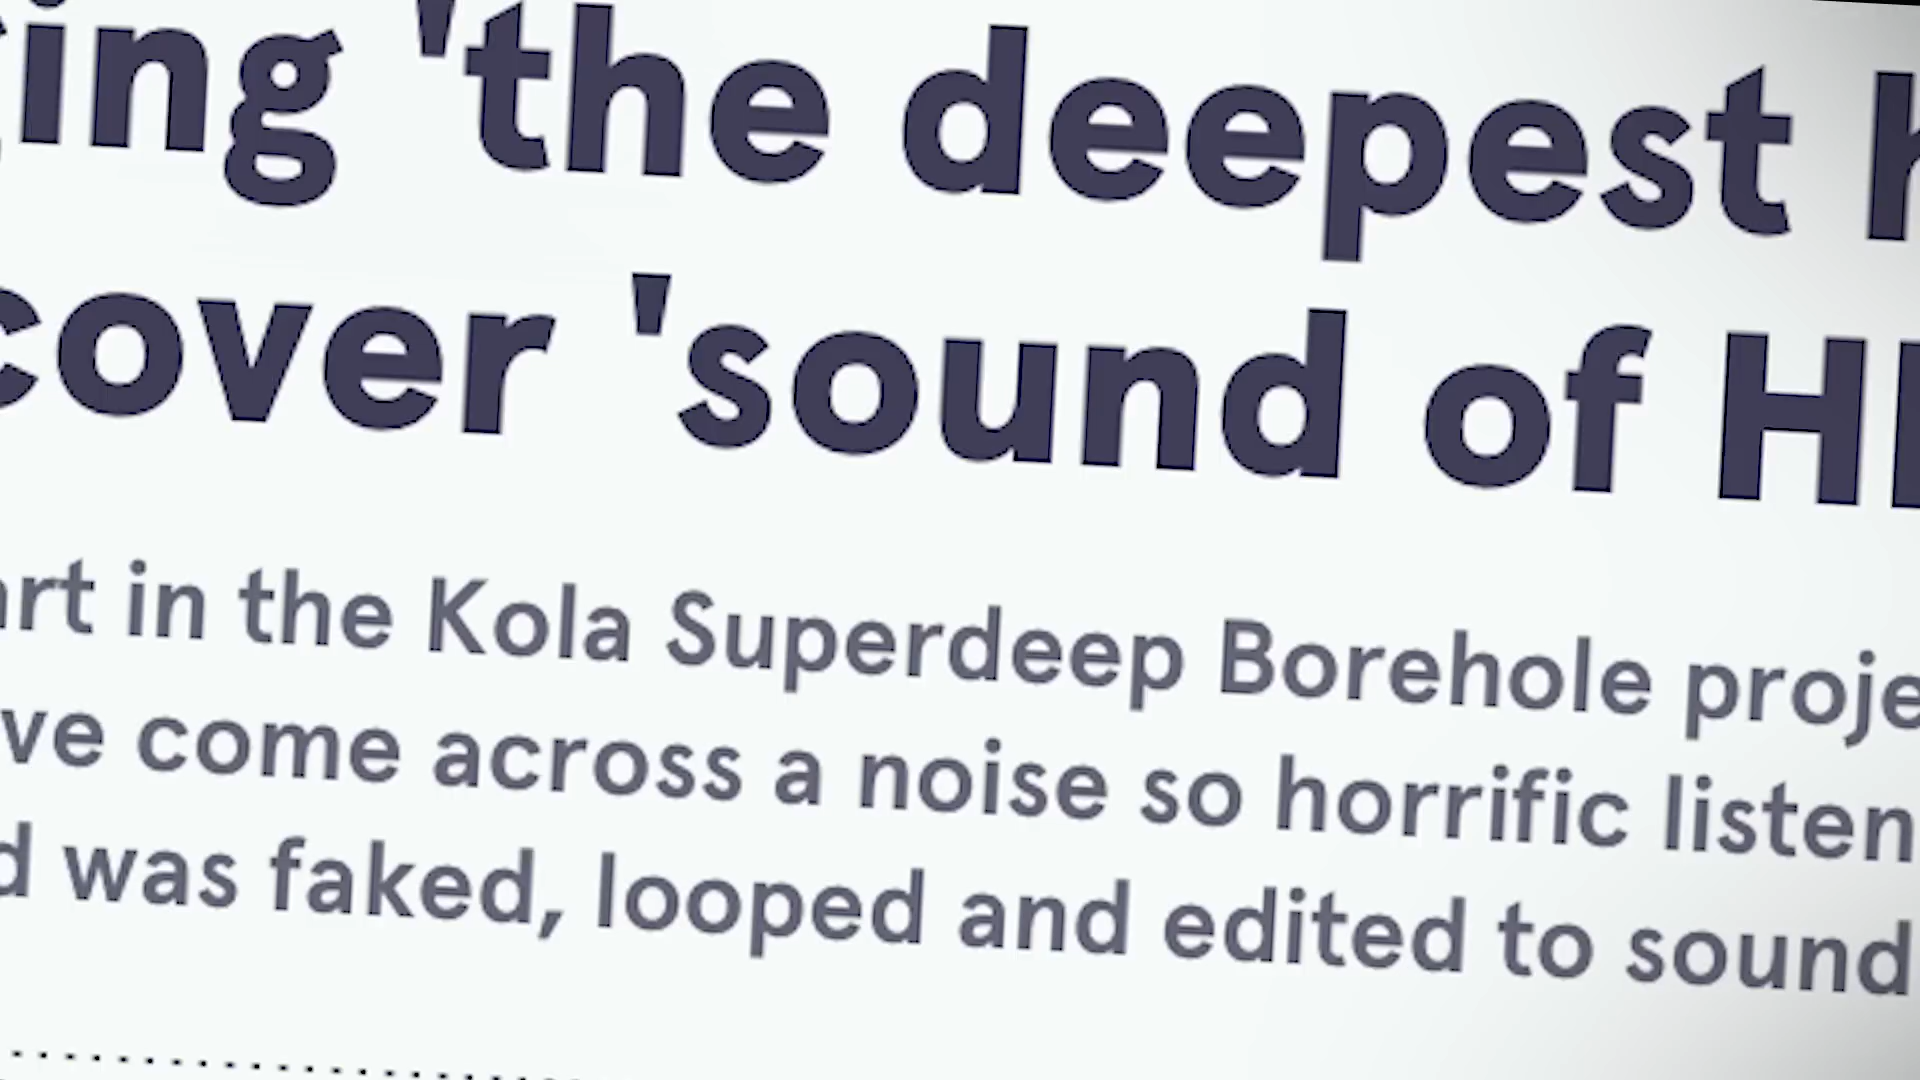 ing 'the deepest
cover 'sound of
art in the Kola Superdeep Borehole proje
ve come across a noise so horrific listen
d was faked, looped and edited to sound